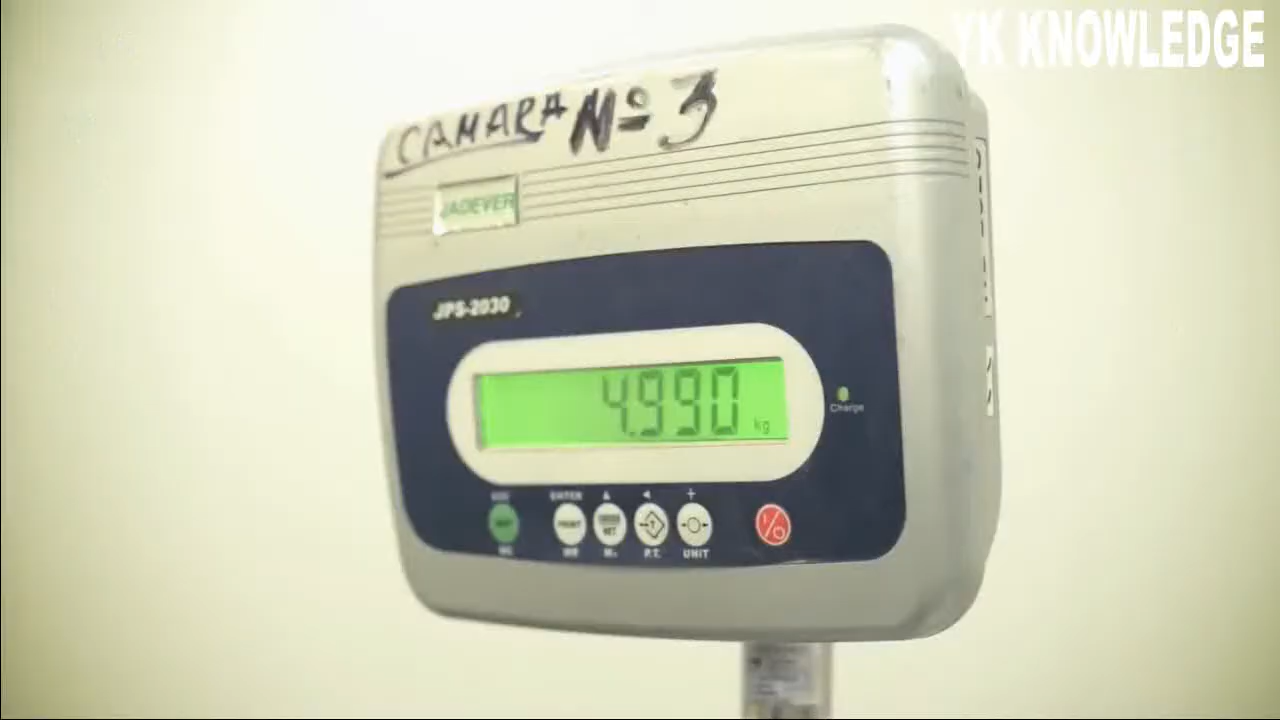 YK KNOWLEDGE
CAMARA Nº 3
JADEVER
JPS-2030
4.990 kg
Charge
ENTER ▲ ◄ +
PRINT T
P.T. UNIT
I/O